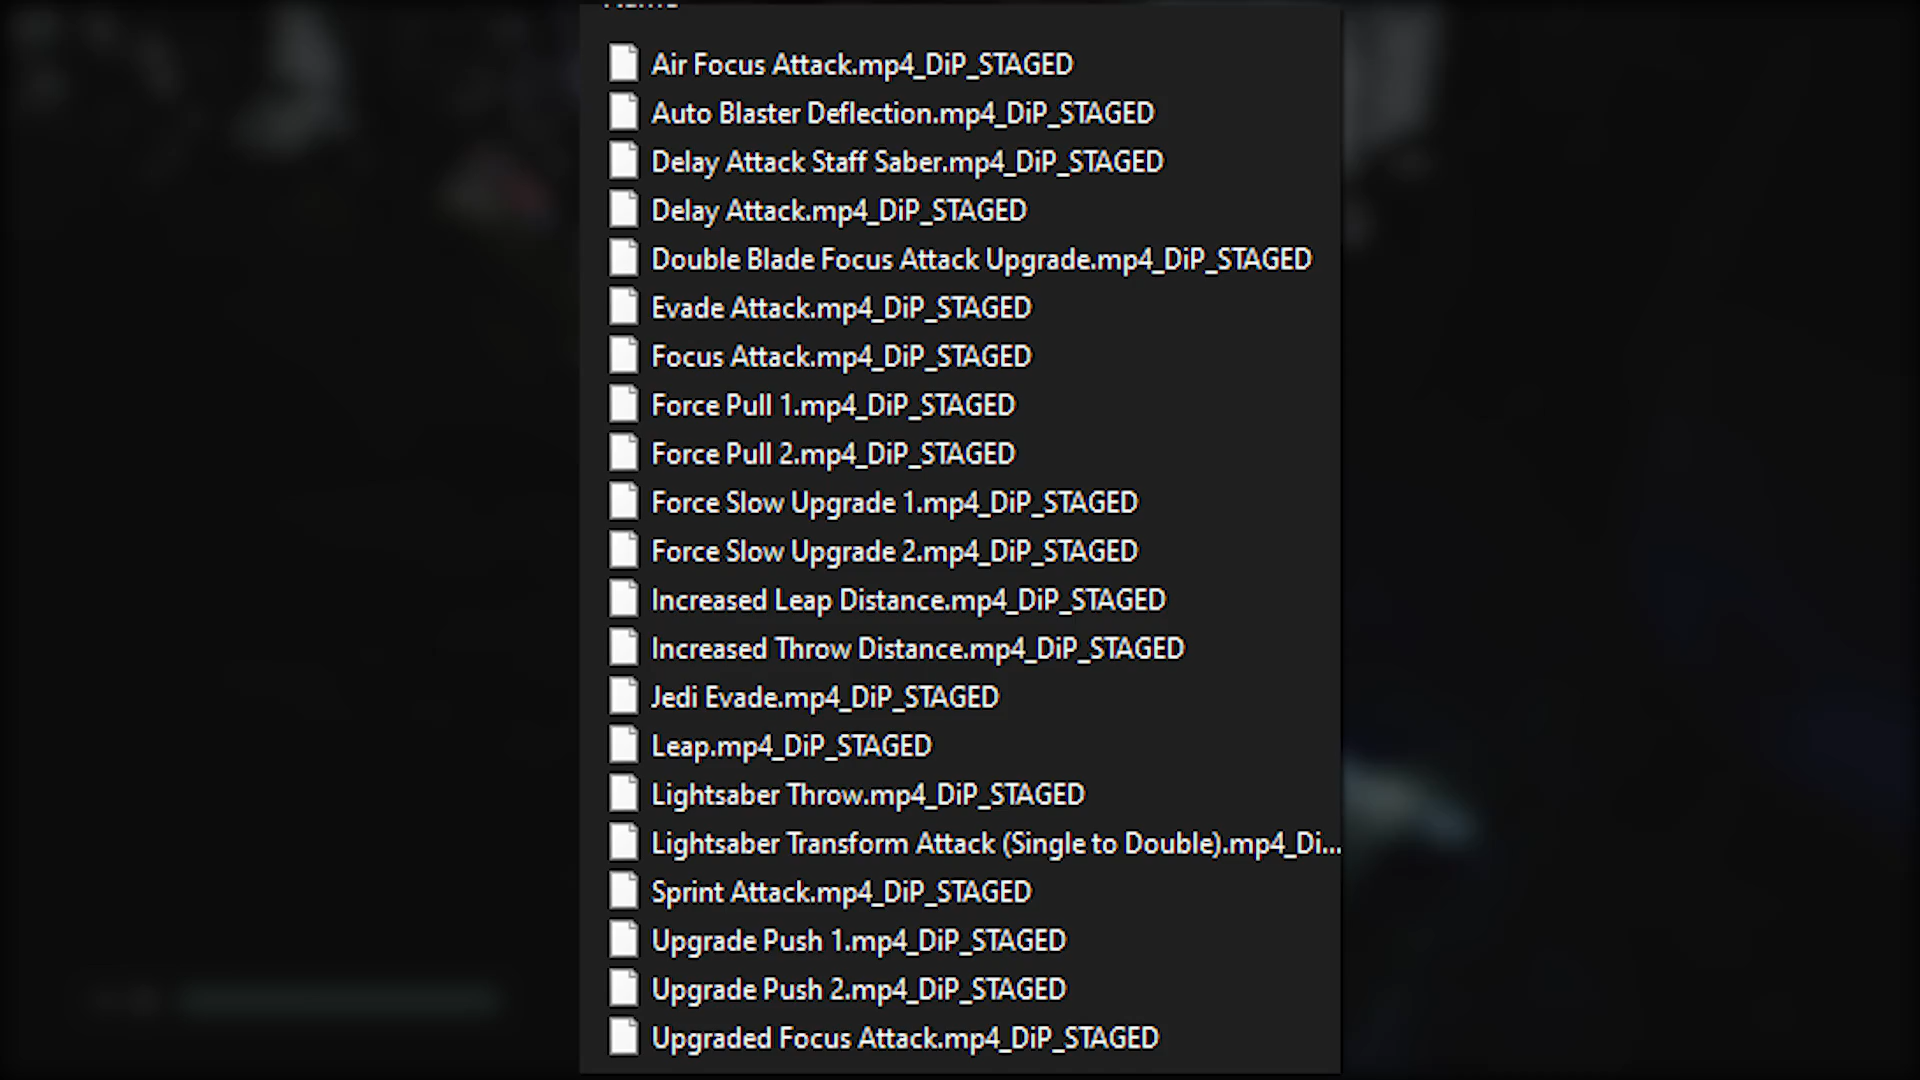 Name
Air Focus Attack.mp4_DiP_STAGED
Auto Blaster Deflection.mp4_DiP_STAGED
Delay Attack Staff Saber.mp4_DiP_STAGED
Delay Attack.mp4_DiP_STAGED
Double Blade Focus Attack Upgrade.mp4_DiP_STAGED
Evade Attack.mp4_DiP_STAGED
Focus Attack.mp4_DiP_STAGED
Force Pull 1.mp4_DiP_STAGED
Force Pull 2.mp4_DiP_STAGED
Force Slow Upgrade 1.mp4_DiP_STAGED
Force Slow Upgrade 2.mp4_DiP_STAGED
Increased Leap Distance.mp4_DiP_STAGED
Increased Throw Distance.mp4_DiP_STAGED
Jedi Evade.mp4_DiP_STAGED
Leap.mp4_DiP_STAGED
Lightsaber Throw.mp4_DiP_STAGED
Lightsaber Transform Attack (Single to Double).mp4_Di...
Sprint Attack.mp4_DiP_STAGED
Upgrade Push 1.mp4_DiP_STAGED
Upgrade Push 2.mp4_DiP_STAGED
Upgraded Focus Attack.mp4_DiP_STAGED